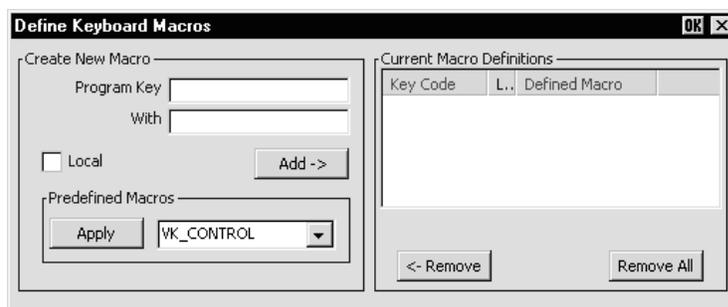 Define Keyboard Macros OK
Create New Macro
Program Key
With
Local
Add ->
Predefined Macros
Apply VK_CONTROL
Current Macro Definitions
Key Code L.. Defined Macro
<- Remove Remove All